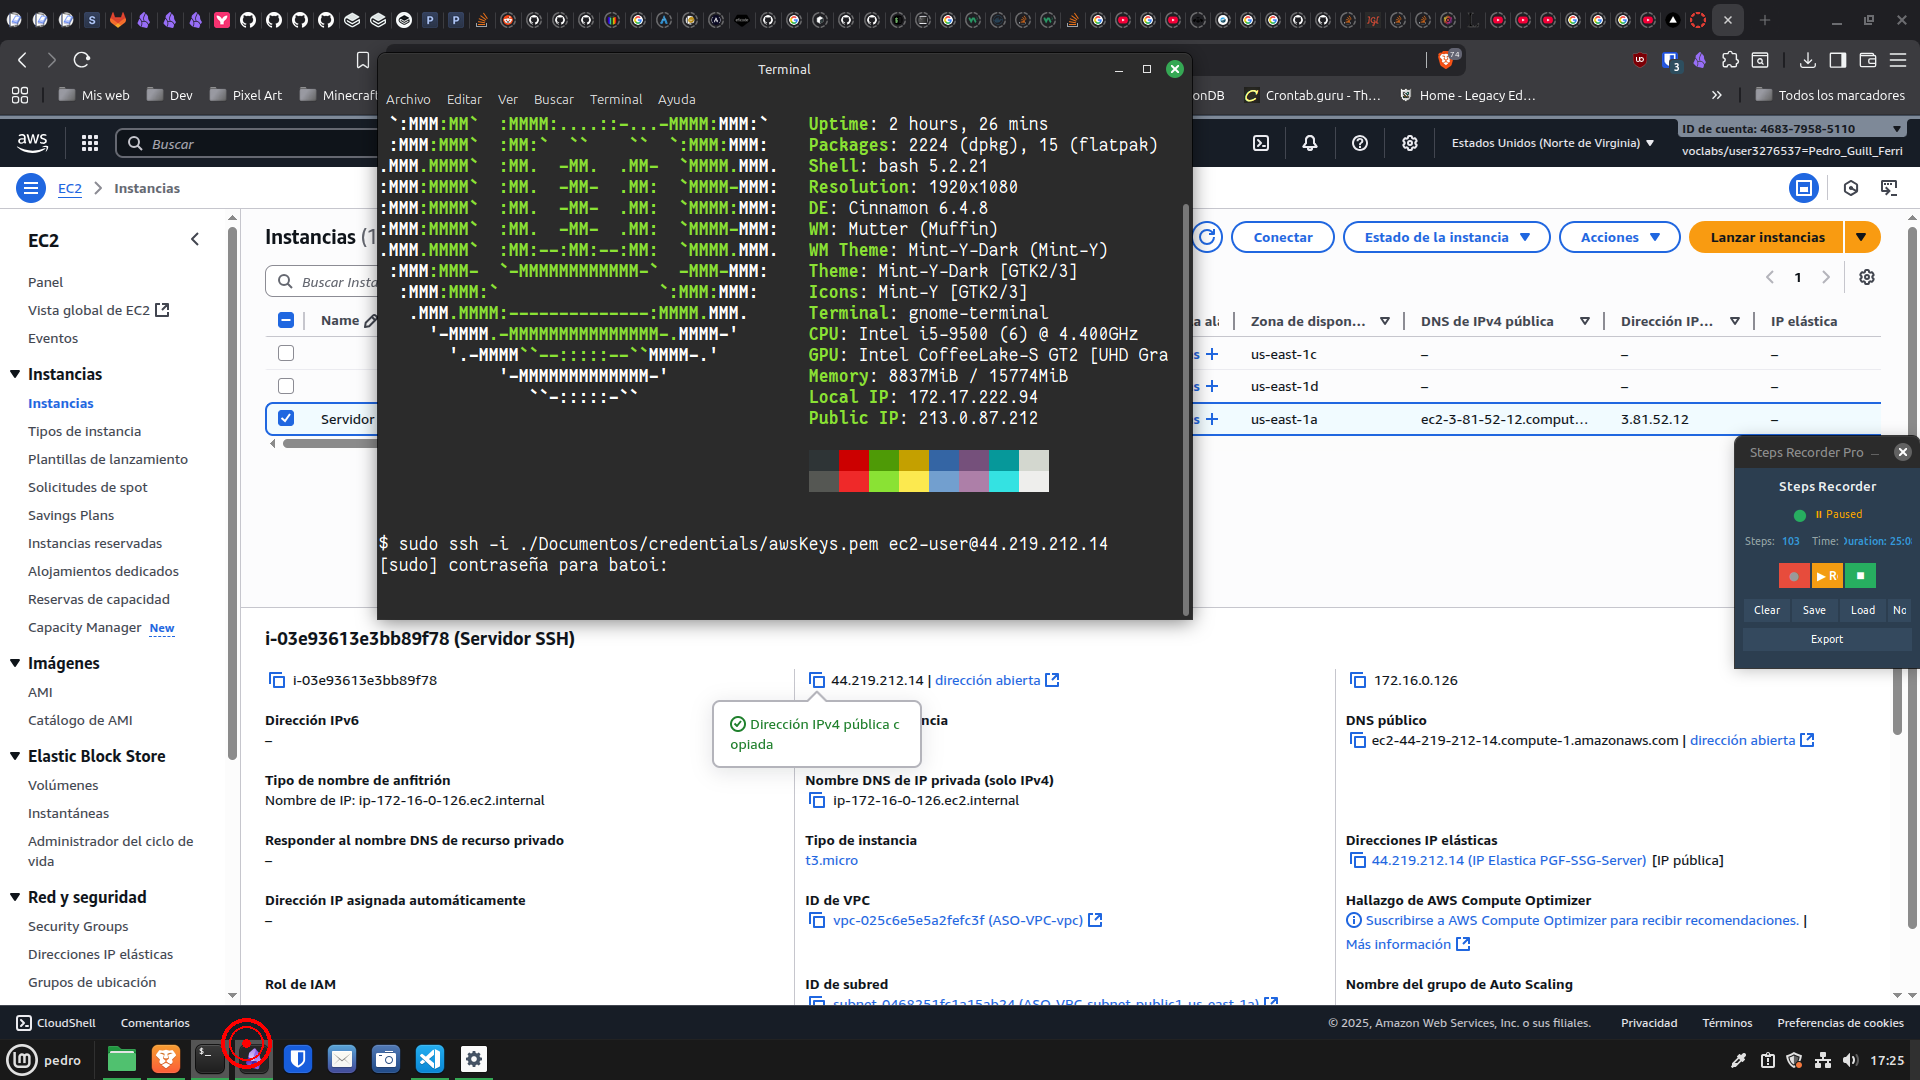 74
3
Mis web
Dev
Pixel Art
Minecraft
onDB
Crontab.guru - Th...
Home - Legacy Ed...
Todos los marcadores
Terminal
Archivo Editar Ver Buscar Terminal Ayuda
Uptime: 2 hours, 26 mins
Packages: 2224 (dpkg), 15 (flatpak)
Shell: bash 5.2.21
Resolution: 1920x1080
DE: Cinnamon 6.4.8
WM: Mutter (Muffin)
WM Theme: Mint-Y-Dark (Mint-Y)
Theme: Mint-Y-Dark [GTK2/3]
Icons: Mint-Y [GTK2/3]
Terminal: gnome-terminal
CPU: Intel i5-9500 (6) @ 4.400GHz
GPU: Intel CoffeeLake-S GT2 [UHD Gra
Memory: 8837MiB / 15774MiB
Local IP: 172.17.222.94
Public IP: 213.0.87.212
$ sudo ssh -i ./Documentos/credentials/awsKeys.pem ec2-user@44.219.212.14
[sudo] contraseña para batoi:
aws
Buscar
Estados Unidos (Norte de Virginia)
ID de cuenta: 4683-7958-5110
voclabs/user3276537=Pedro_Guill_Ferri
EC2
Instancias
EC2
Panel
Vista global de EC2
Eventos
Instancias
Instancias
Tipos de instancia
Plantillas de lanzamiento
Solicitudes de spot
Savings Plans
Instancias reservadas
Alojamientos dedicados
Reservas de capacidad
Capacity Manager New
Imágenes
AMI
Catálogo de AMI
Elastic Block Store
Volúmenes
Instantáneas
Administrador del ciclo de
vida
Red y seguridad
Security Groups
Direcciones IP elásticas
Grupos de ubicación
Instancias (1
Conectar
Estado de la instancia
Acciones
Lanzar instancias
Buscar Insta
1
Name
Zona de dispon...
DNS de IPv4 pública
Dirección IP...
IP elástica
us-east-1c – – –
us-east-1d – – –
Servidor
us-east-1a ec2-3-81-52-12.comput... 3.81.52.12 –
Steps Recorder Pro
Steps Recorder
Paused
Steps: 103 Time: Duration: 25:0
R
Clear Save Load No
Export
i-03e93613e3bb89f78 (Servidor SSH)
i-03e93613e3bb89f78
44.219.212.14 | dirección abierta
172.16.0.126
Dirección IPv4 pública c
opiada
Dirección IPv6
–
ncia
DNS público
ec2-44-219-212-14.compute-1.amazonaws.com | dirección abierta
Tipo de nombre de anfitrión
Nombre de IP: ip-172-16-0-126.ec2.internal
Nombre DNS de IP privada (solo IPv4)
ip-172-16-0-126.ec2.internal
Responder al nombre DNS de recurso privado
–
Tipo de instancia
t3.micro
Direcciones IP elásticas
44.219.212.14 (IP Elastica PGF-SSG-Server) [IP pública]
Dirección IP asignada automáticamente
–
ID de VPC
vpc-025c6e5e5a2fefc3f (ASO-VPC-vpc)
Hallazgo de AWS Compute Optimizer
Suscribirse a AWS Compute Optimizer para recibir recomendaciones. |
Más información
Rol de IAM
ID de subred
subnet-0468251fc1a15ab24 (ASO-VPC-subnet-public1-us-east-1a)
Nombre del grupo de Auto Scaling
CloudShell
Comentarios
© 2025, Amazon Web Services, Inc. o sus filiales.
Privacidad
Términos
Preferencias de cookies
pedro
17:25